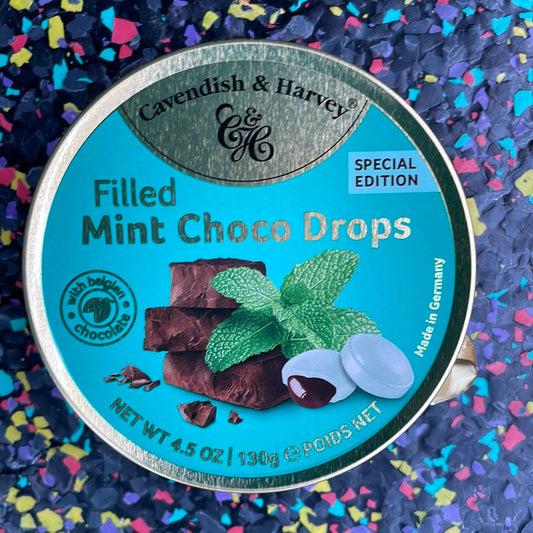 Cavendish & Harvey®
C&H
SPECIAL
EDITION
Filled
Mint Choco Drops
with belgian
chocolate
Made in Germany
NET WT 4.5 OZ | 130g ℮ POIDS NET